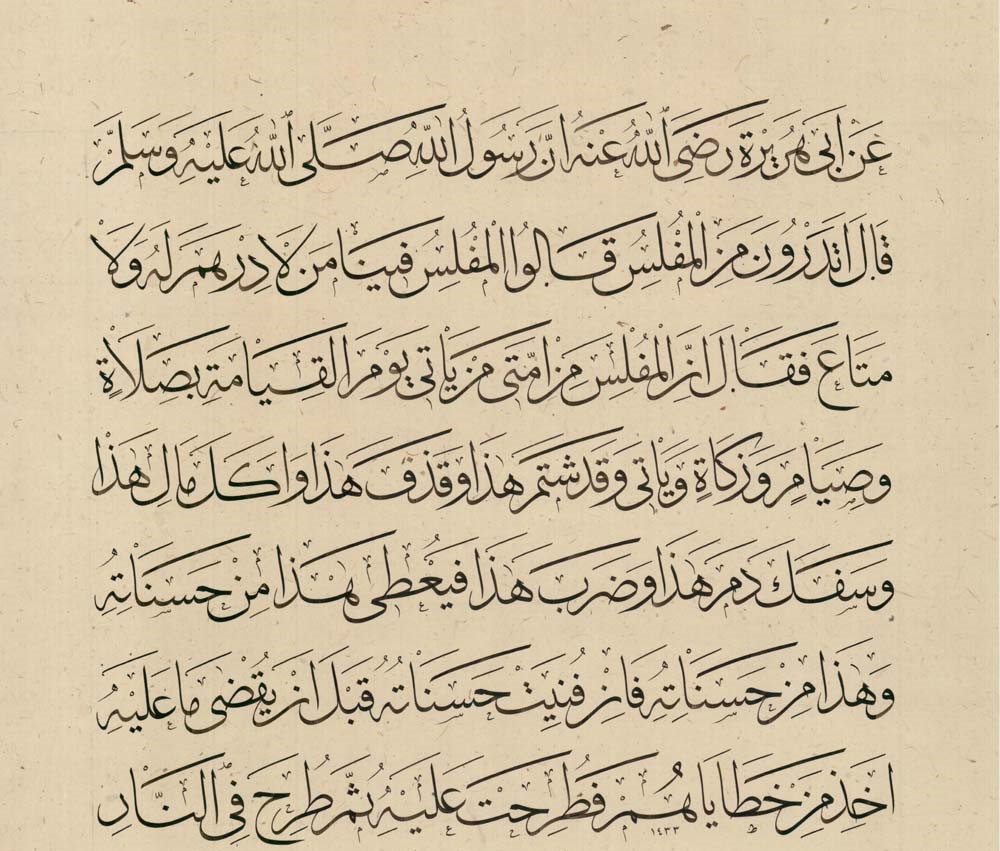 عَنْ اَبِى هُرَيْرَةَ رَضِىَ اللّٰهُ عَنْهُ اَنَّ رَسُولَ اللّٰهِ صَلَّى اللّٰهُ عَلَيْهِ وَسَلَّمَ
قَالَ اَتَدْرُونَ مَنِ الْمُفْلِسُ قَالُوا الْمُفْلِسُ فِينَا مَنْ لَا دِرْهَمَ لَهُ وَلَا
مَتَاعَ فَقَالَ اِنَّ الْمُفْلِسَ مِنْ اُمَّتِى مَنْ يَاْتِى يَوْمَ الْقِيَامَةِ بِصَلَاةٍ
وَصِيَامٍ وَزَكَاةٍ وَيَاْتِى وَقَدْ شَتَمَ هٰذَا وَقَذَفَ هٰذَا وَاَكَلَ مَالَ هٰذَا
وَسَفَكَ دَمَ هٰذَا وَضَرَبَ هٰذَا فَيُعْطٰى هٰذَا مِنْ حَسَنَاتِهِ
وَهٰذَا مِنْ حَسَنَاتِهِ فَاِنْ فَنِيَتْ حَسَنَاتُهُ قَبْلَ اَنْ يُقْضٰى مَا عَلَيْهِ
اُخِذَ مِنْ خَطَايَاهُمْ فَطُرِحَتْ عَلَيْهِ ثُمَّ طُرِحَ فِى النَّارِ
١٤٣٣